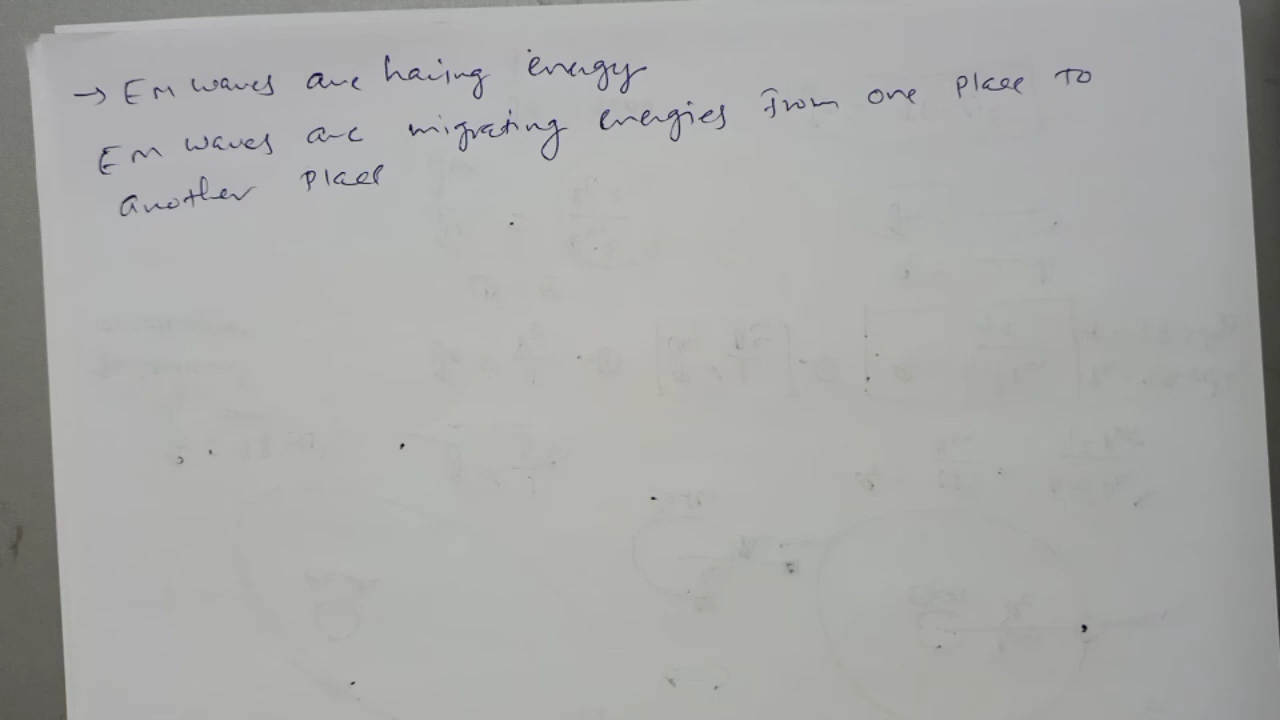 → EM waves are having energy
EM waves are migrating energies from one place to
another place